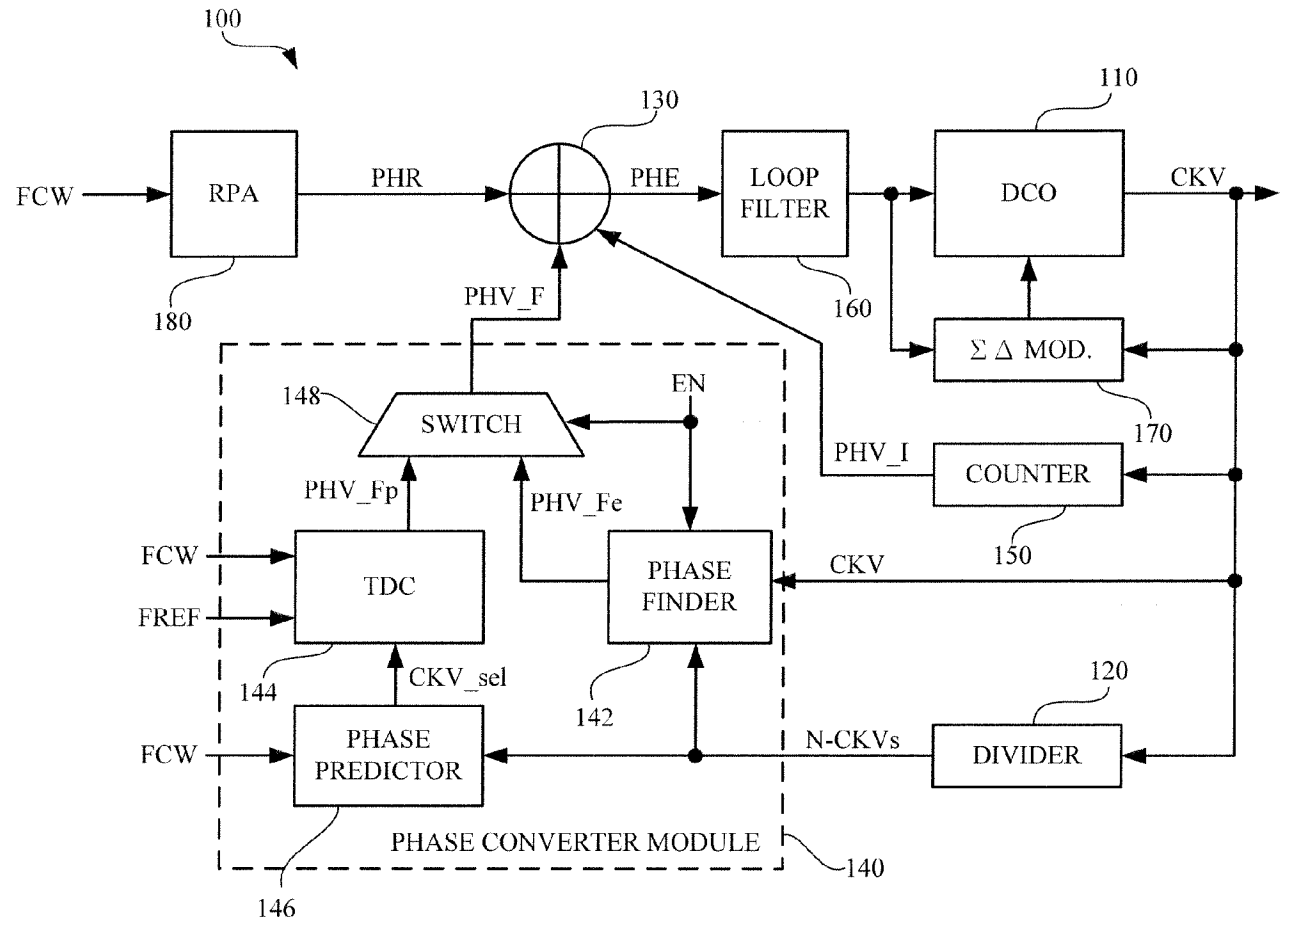 100
110
130
FCW
RPA
PHR
PHE
LOOP
FILTER
DCO
CKV
180
PHV_F
160
Σ Δ MOD.
EN
148
SWITCH
170
PHV_I
COUNTER
PHV_Fp
PHV_Fe
150
FCW
TDC
PHASE
FINDER
CKV
FREF
144
CKV_sel
142
120
FCW
PHASE
PREDICTOR
N-CKVs
DIVIDER
PHASE CONVERTER MODULE
140
146